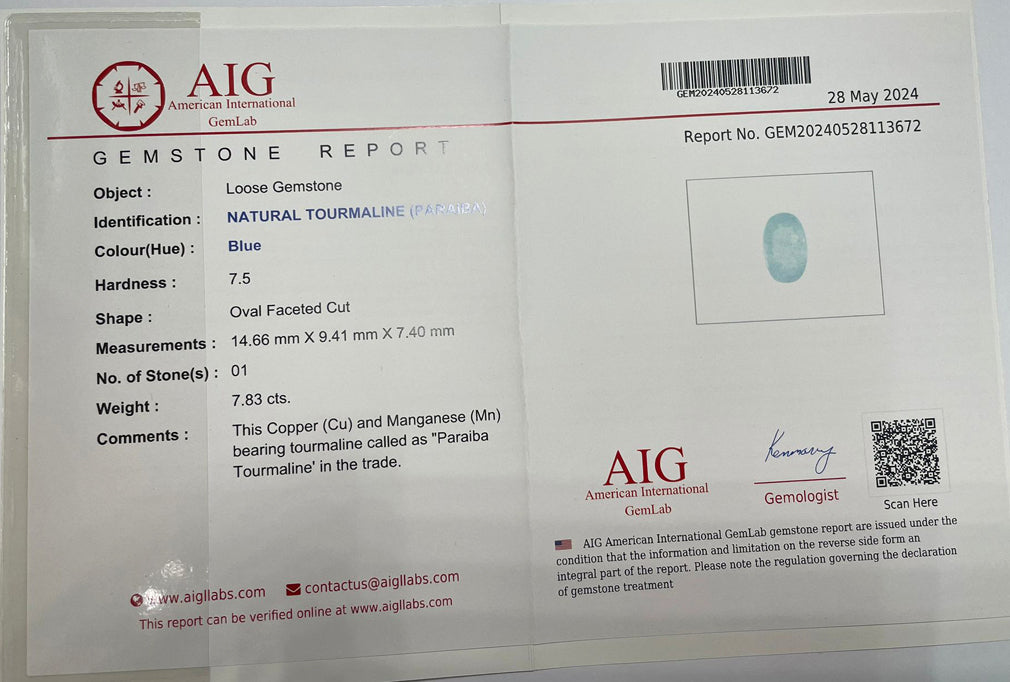 AIG
American International
GemLab
GEMSTONE REPORT
Object : Loose Gemstone
Identification : NATURAL TOURMALINE (PARAIBA)
Colour(Hue) : Blue
Hardness : 7.5
Shape : Oval Faceted Cut
Measurements : 14.66 mm X 9.41 mm X 7.40 mm
No. of Stone(s) : 01
Weight : 7.83 cts.
Comments : This Copper (Cu) and Manganese (Mn)
bearing tourmaline called as "Paraiba
Tourmaline' in the trade.
www.aigllabs.com contactus@aigllabs.com
This report can be verified online at www.aigllabs.com
GEM20240528113672
28 May 2024
Report No. GEM20240528113672
AIG
American International
GemLab
Gemologist
Scan Here
AIG American International GemLab gemstone report are issued under the
condition that the information and limitation on the reverse side form an
integral part of the report. Please note the regulation governing the declaration
of gemstone treatment